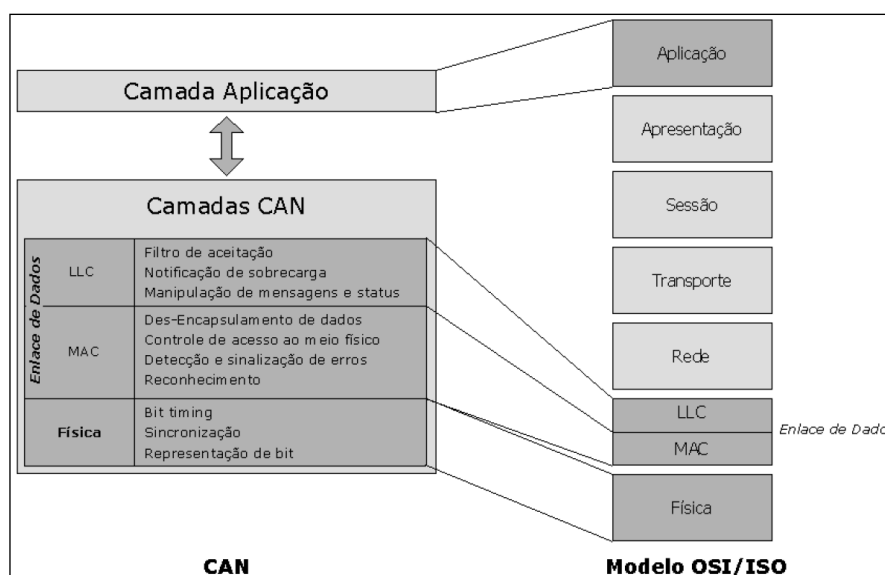 Camada Aplicação
Camadas CAN
Enlace de Dados
LLC
Filtro de aceitação
Notificação de sobrecarga
Manipulação de mensagens e status
MAC
Des-Encapsulamento de dados
Controle de acesso ao meio físico
Detecção e sinalização de erros
Reconhecimento
Física
Bit timing
Sincronização
Representação de bit
CAN
Aplicação
Apresentação
Sessão
Transporte
Rede
LLC
MAC
Enlace de Dado
Física
Modelo OSI/ISO